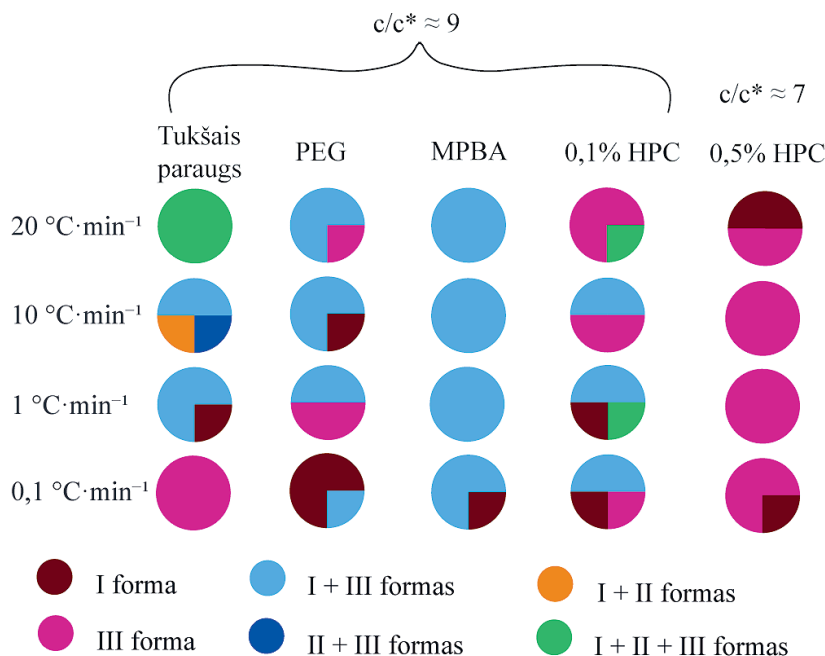 c/c* ≈ 9
c/c* ≈ 7
Tukšais
paraugs
PEG
MPBA
0,1% HPC
0,5% HPC
20 °C·min⁻¹
10 °C·min⁻¹
1 °C·min⁻¹
0,1 °C·min⁻¹
I forma
I + III formas
I + II formas
III forma
II + III formas
I + II + III formas